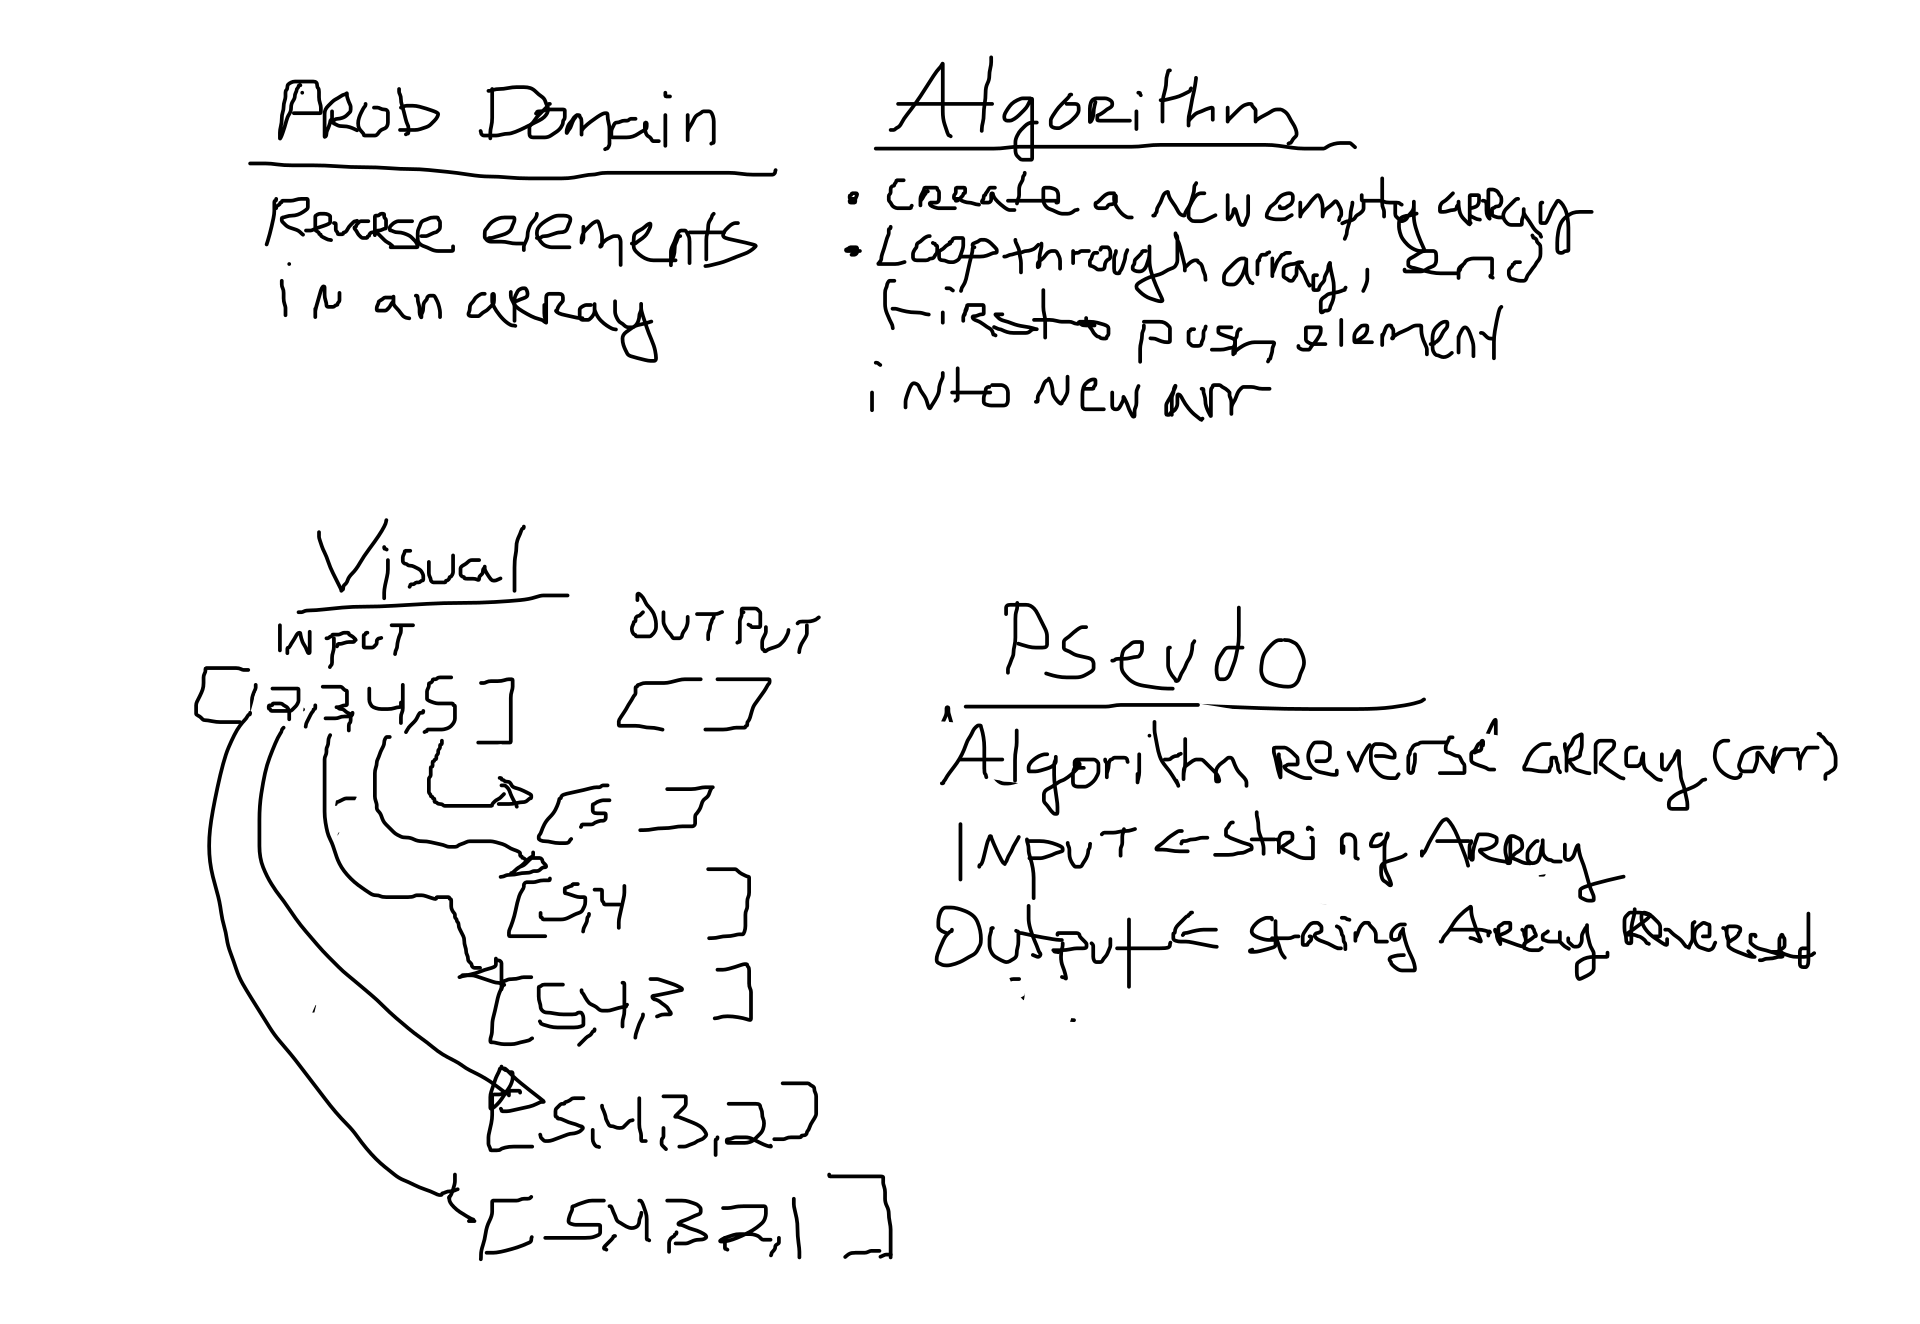 Prob Domain
Reverse elements
in an array
Algorithm
• Create a New empty array
• Loop through array, end
first to push element
into New arr
Visual
INPUT
OUTPUT
[1 2,3,4,5]
[ ]
[5 ]
[5,4 ]
[5,4,3 ]
[5,4,3,2]
[5,4,3 2,1 ]
Pseudo
Algorithm reverse array (arr)
INPUT <- String Array
Output <- String Array Reversed